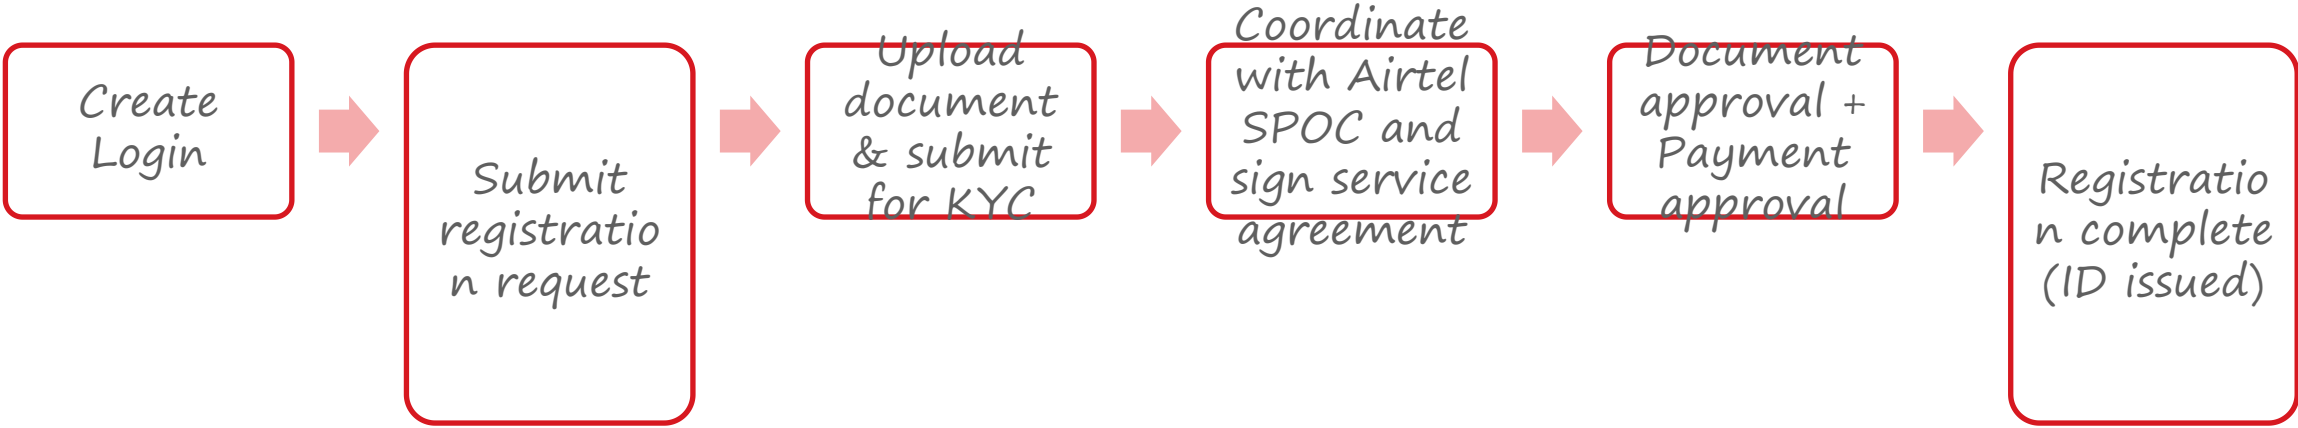 Create
Login
Submit
registratio
n request
Upload
document
& submit
for KYC
Coordinate
with Airtel
SPOC and
sign service
agreement
Document
approval +
Payment
approval
Registratio
n complete
(ID issued)